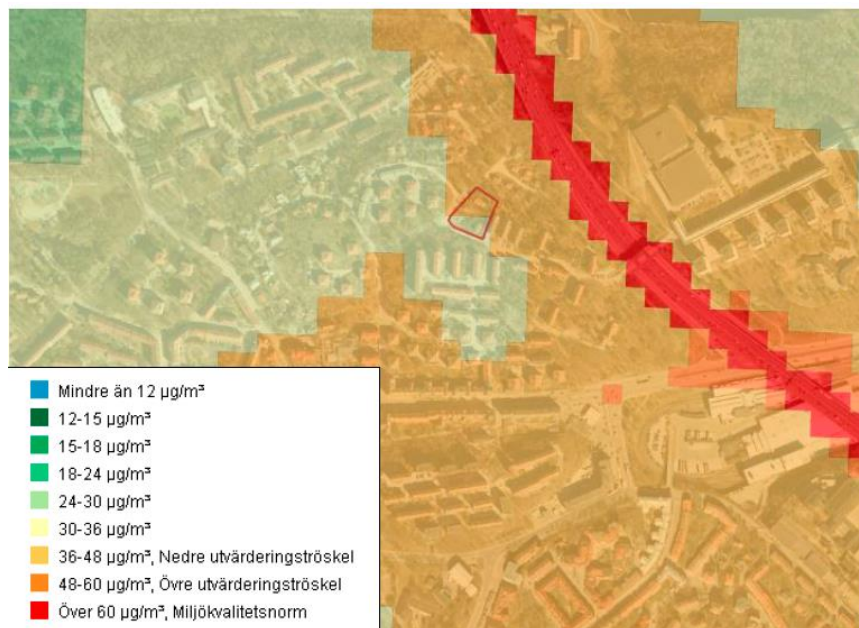 Mindre än 12 µg/m³
12-15 µg/m³
15-18 µg/m³
18-24 µg/m³
24-30 µg/m³
30-36 µg/m³
36-48 µg/m³, Nedre utvärderingströskel
48-60 µg/m³, Övre utvärderingströskel
Över 60 µg/m³, Miljökvalitetsnorm